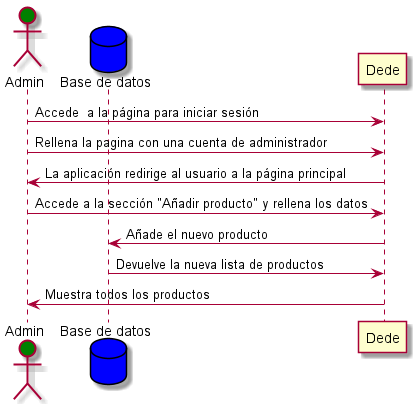 Admin
Base de datos
Dede
Accede  a la página para iniciar sesión
Rellena la pagina con una cuenta de administrador
La aplicación redirige al usuario a la página principal
Accede a la sección "Añadir producto" y rellena los datos
Añade el nuevo producto
Devuelve la nueva lista de productos
Muestra todos los productos
Admin
Base de datos
Dede